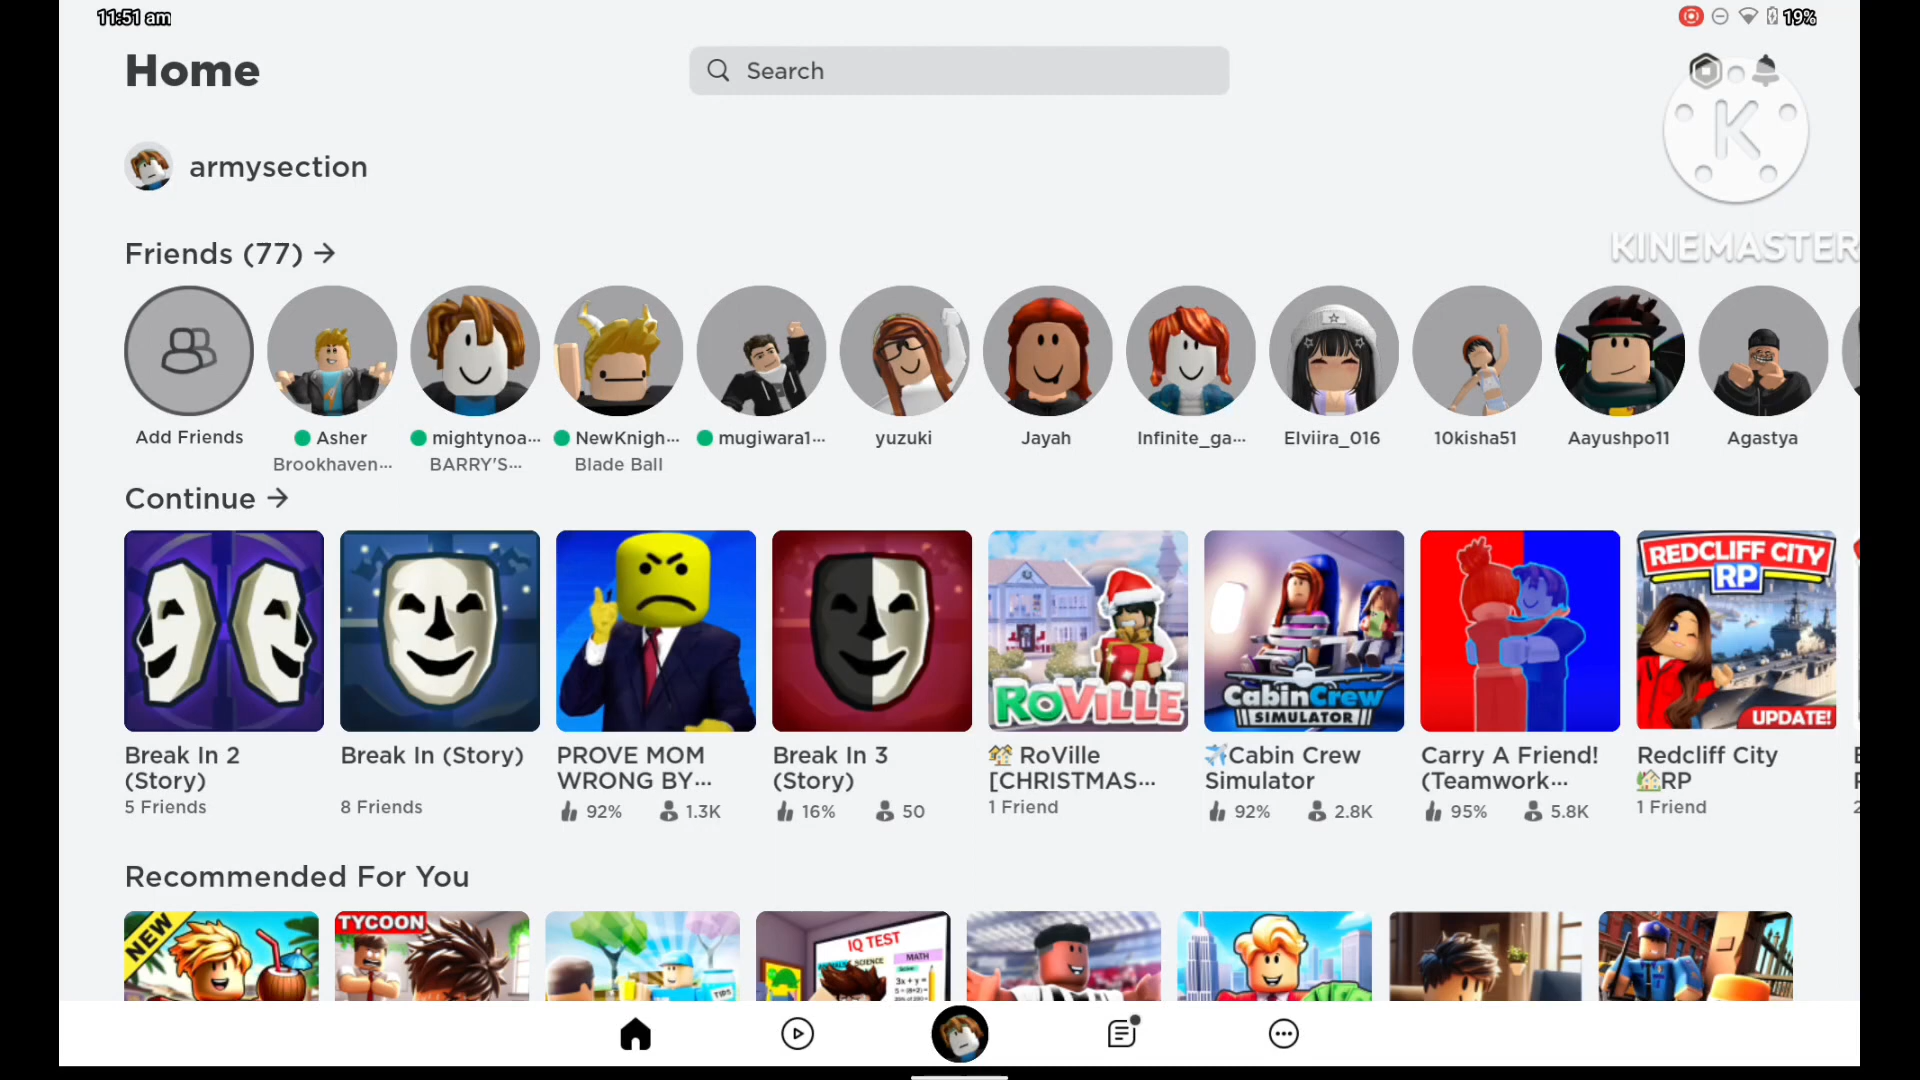 11:51 am
19%
Home
Search
K
KINEMASTER
armysection
Friends (77) →
Add Friends
Asher
Brookhaven...
mightynoa...
BARRY'S...
NewKnigh...
Blade Ball
mugiwara1...
yuzuki
Jayah
Infinite_ga...
Elviira_016
10kisha51
Aayushpo11
Agastya
Continue →
ROVILLE
CabinCrew
SIMULATOR
REDCLIFF CITY
RP
UPDATE!
Break In 2
(Story)
5 Friends
Break In (Story)
8 Friends
PROVE MOM
WRONG BY...
92% 1.3K
Break In 3
(Story)
16% 50
🏘️ RoVille
[CHRISTMAS...
1 Friend
✈️Cabin Crew
Simulator
92% 2.8K
Carry A Friend!
(Teamwork...
95% 5.8K
Redcliff City
🏡RP
1 Friend
Recommended For You
NEW
TYCOON
TIPS
IQ TEST
SCIENCE
MATH
3x + y =